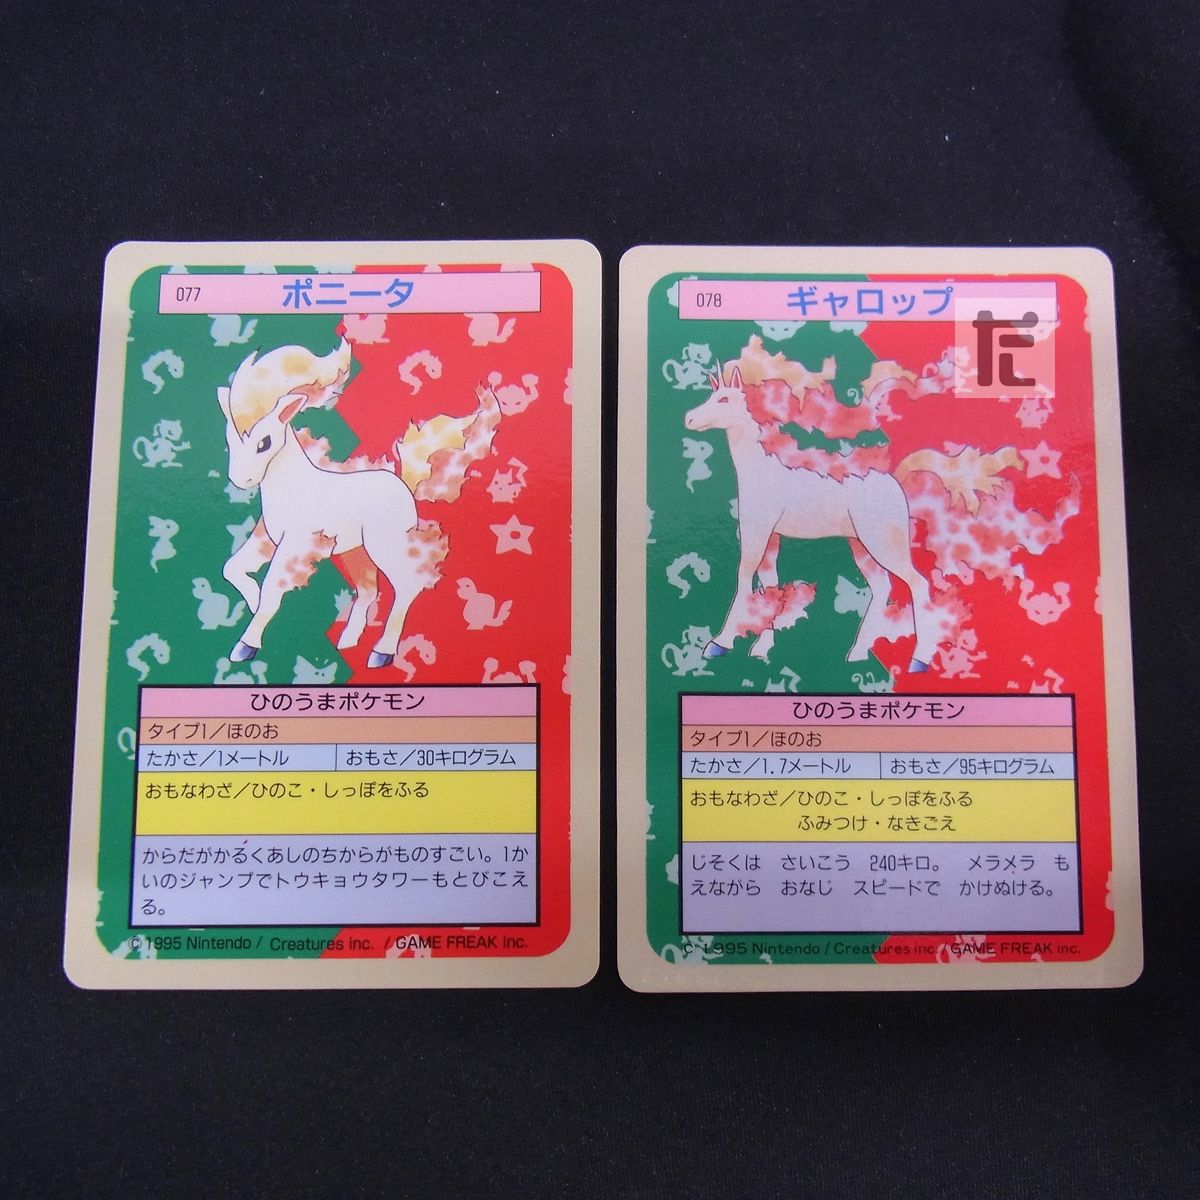 077 ポニータ
ひのうまポケモン
タイプ1/ほのお
たかさ/1メートル おもさ/30キログラム
おもなわざ/ひのこ・しっぽをふる
からだがかるくあしのちからがものすごい。1か
いのジャンプでトウキョウタワーもとびこえ
る。
©1995 Nintendo / Creatures inc. / GAME FREAK inc.
078 ギャロップ
ひのうまポケモン
タイプ1/ほのお
たかさ/1.7メートル おもさ/95キログラム
おもなわざ/ひのこ・しっぽをふる
ふみつけ・なきごえ
じそくは さいこう 240キロ。 メラメラ も
えながら おなじ スピードで かけぬける。
©1995 Nintendo / Creatures inc. / GAME FREAK inc.